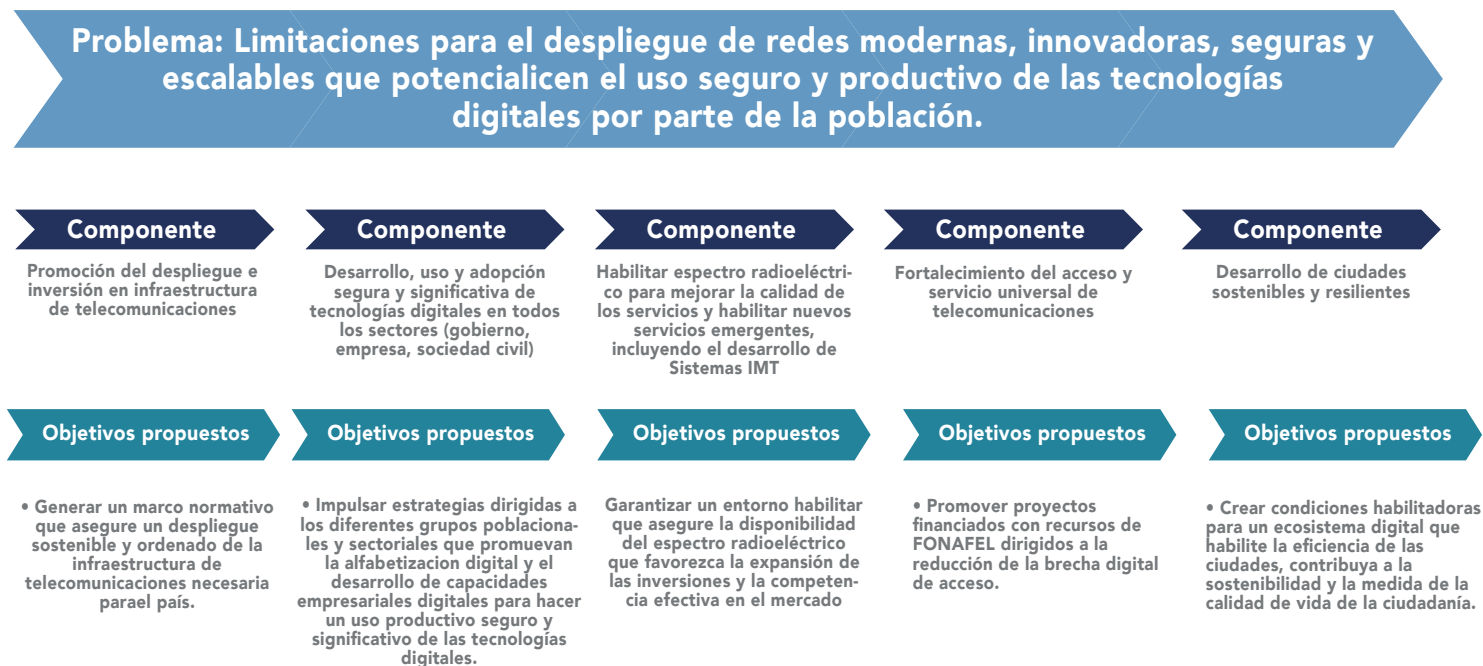 Problema: Limitaciones para el despliegue de redes modernas, innovadoras, seguras y
escalables que potencialicen el uso seguro y productivo de las tecnologías
digitales por parte de la población.
Componente
Promoción del despliegue e
inversión en infraestructura
de telecomunicaciones
Componente
Desarrollo, uso y adopción
segura y significativa de
tecnologías digitales en todos
los sectores (gobierno,
empresa, sociedad civil)
Componente
Habilitar espectro radioeléctri-
co para mejorar la calidad de
los servicios y habilitar nuevos
servicios emergentes,
incluyendo el desarrollo de
Sistemas IMT
Componente
Fortalecimiento del acceso y
servicio universal de
telecomunicaciones
Componente
Desarrollo de ciudades
sostenibles y resilientes
Objetivos propuestos
• Generar un marco normativo
que asegure un despliegue
sostenible y ordenado de la
infraestructura de
telecomunicaciones necesaria
parael país.
Objetivos propuestos
• Impulsar estrategias dirigidas a
los diferentes grupos poblaciona-
les y sectoriales que promuevan
la alfabetizacion digital y el
desarrollo de capacidades
empresariales digitales para hacer
un uso productivo seguro y
significativo de las tecnologías
digitales.
Objetivos propuestos
Garantizar un entorno habilitar
que asegure la disponibilidad
del espectro radioeléctrico
que favorezca la expansión de
las inversiones y la competen-
cia efectiva en el mercado
Objetivos propuestos
• Promover proyectos
financiados con recursos de
FONAFEL dirigidos a la
reducción de la brecha digital
de acceso.
Objetivos propuestos
• Crear condiciones habilitadoras
para un ecosistema digital que
habilite la eficiencia de las
ciudades, contribuya a la
sostenibilidad y la medida de la
calidad de vida de la ciudadanía.